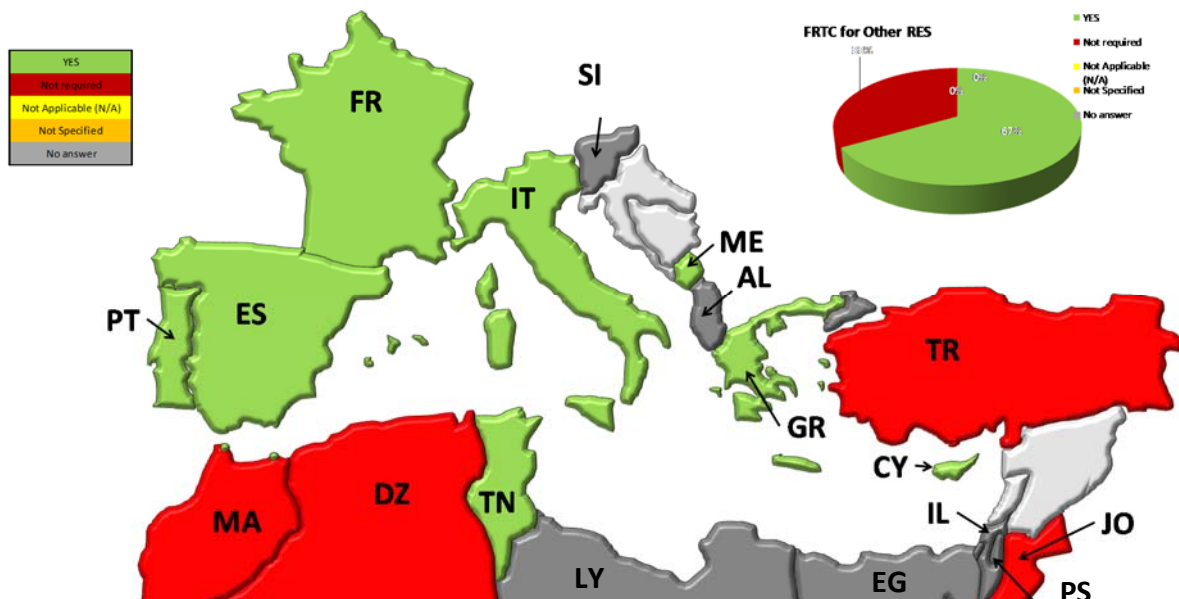 YES
Not required
Not Applicable (N/A)
Not Specified
No answer
FRTC for Other RES
0%
0%
67%
YES
Not required
Not Applicable
(N/A)
Not Specified
No answer
SI
FR
IT
ME
AL
PT
ES
TR
GR
CY
DZ
TN
MA
IL
JO
LY
EG
PS